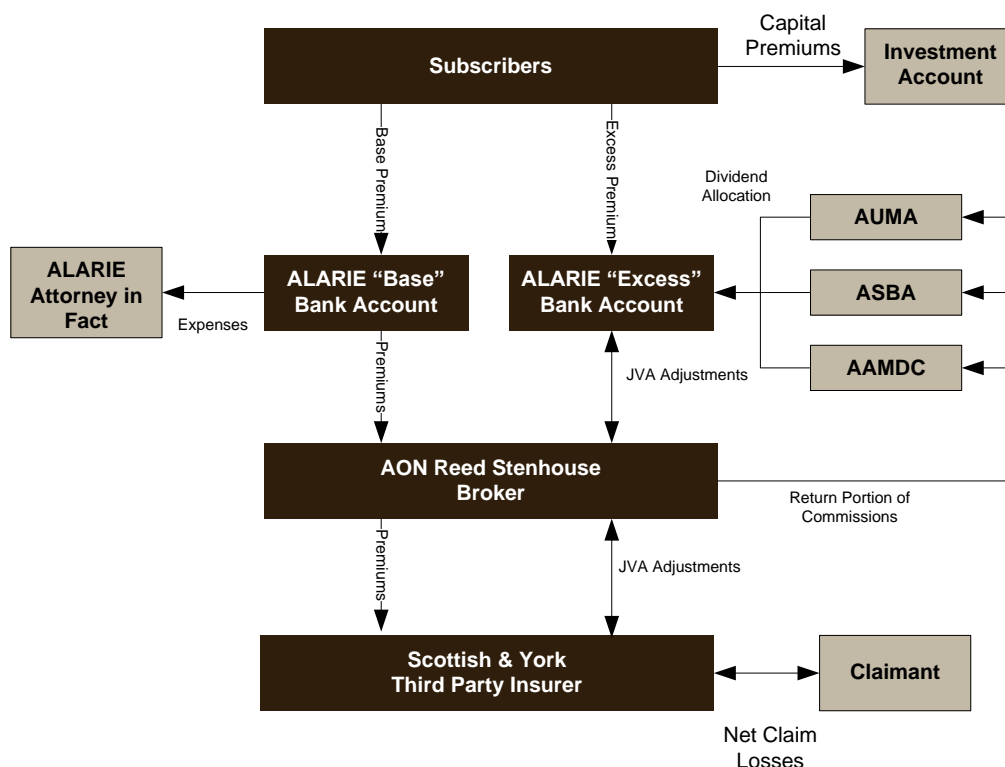 Capital
Premiums
Subscribers
Investment
Account
Base Premium
Excess Premium
Dividend
Allocation
AUMA
ALARIE
Attorney in
Fact
Expenses
ALARIE “Base”
Bank Account
ALARIE “Excess”
Bank Account
ASBA
Premiums
JVA Adjustments
AAMDC
AON Reed Stenhouse
Broker
Return Portion of
Commissions
Premiums
JVA Adjustments
Scottish & York
Third Party Insurer
Claimant
Net Claim
Losses